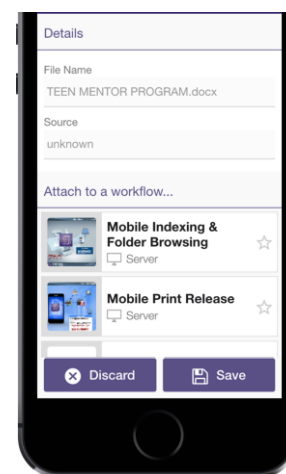 Details
File Name
TEEN MENTOR PROGRAM.docx
Source
unknown
Attach to a workflow...
Mobile Indexing &
Folder Browsing
Server
Mobile Print Release
Server
Discard
Save